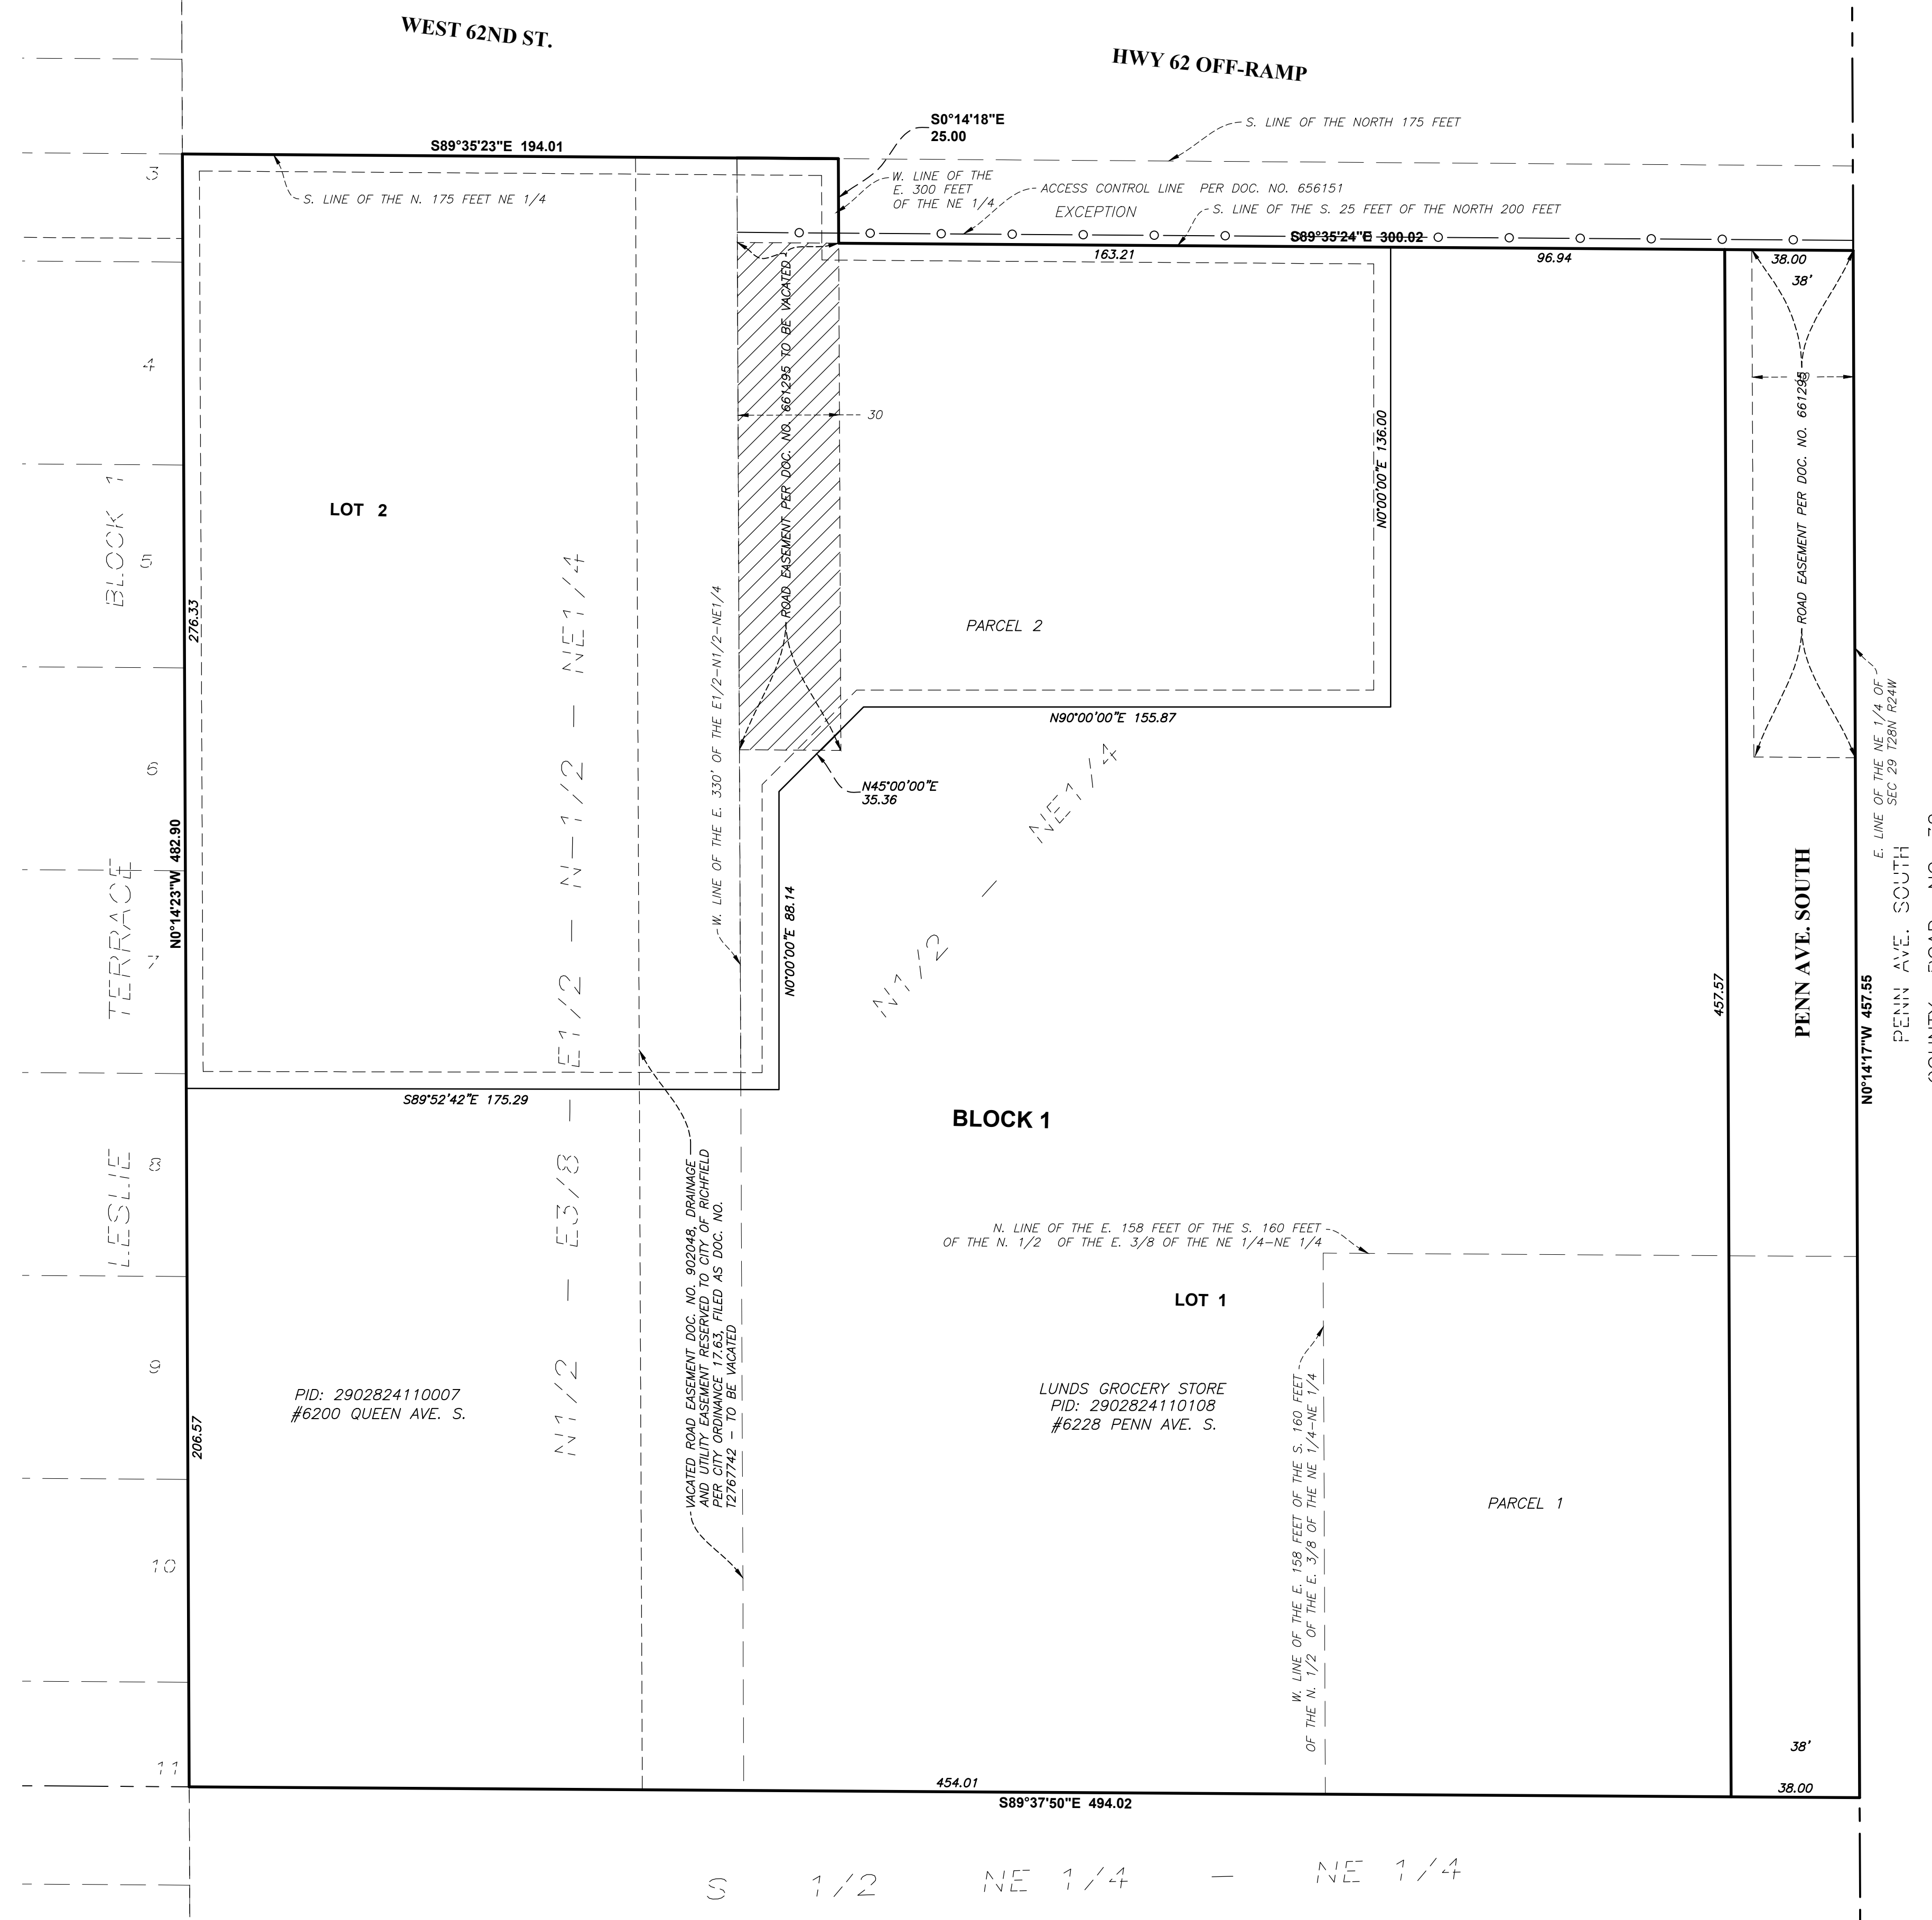 WEST 62ND ST.
HWY 62 OFF-RAMP
S89°35'23"E 194.01
S0°14'18"E
25.00
S. LINE OF THE NORTH 175 FEET
S. LINE OF THE N. 175 FEET NE 1/4
W. LINE OF THE
E. 300 FEET
OF THE NE 1/4
ACCESS CONTROL LINE PER DOC. NO. 656151
EXCEPTION
S. LINE OF THE S. 25 FEET OF THE NORTH 200 FEET
S89°35'24"E 300.02
163.21
96.94
38.00
38'
3
4
5
6
7
8
9
10
11
BLOCK 1
LESLIE TERRACE
LOT 2
276.33
N0°14'23"W 482.90
206.57
ROAD EASEMENT PER DOC. NO. 661295 TO BE VACATED
30
N0°00'00"E 136.00
30
ROAD EASEMENT PER DOC. NO. 661295
PARCEL 2
W. LINE OF THE E. 330' OF THE E1/2-N1/2-NE1/4
N90°00'00"E 155.87
N45°00'00"E
35.36
N0°00'00"E 88.14
N1/2 - NE1/4
N1/2 - E3/8 - E1/2 - N-1/2 - NE1/4
E. LINE OF THE NE 1/4 OF
SEC 29 T28N R24W
PENN AVE. SOUTH
PENN AVE. SOUTH
457.57
N0°14'17"W 457.55
S89°52'42"E 175.29
BLOCK 1
VACATED ROAD EASEMENT DOC. NO. 902048, DRAINAGE
AND UTILITY EASEMENT RESERVED TO CITY OF RICHFIELD
PER CITY ORDINANCE 17.63, FILED AS DOC. NO.
T2767742 - TO BE VACATED
N. LINE OF THE E. 158 FEET OF THE S. 160 FEET
OF THE N. 1/2 OF THE E. 3/8 OF THE NE 1/4-NE 1/4
LOT 1
PID: 2902824110007
#6200 QUEEN AVE. S.
LUNDS GROCERY STORE
PID: 2902824110108
#6228 PENN AVE. S.
W. LINE OF THE E. 158 FEET OF THE S. 160 FEET
OF THE N. 1/2 OF THE E. 3/8 OF THE NE 1/4-NE 1/4
PARCEL 1
38'
38.00
454.01
S89°37'50"E 494.02
S 1/2 NE 1/4 - NE 1/4